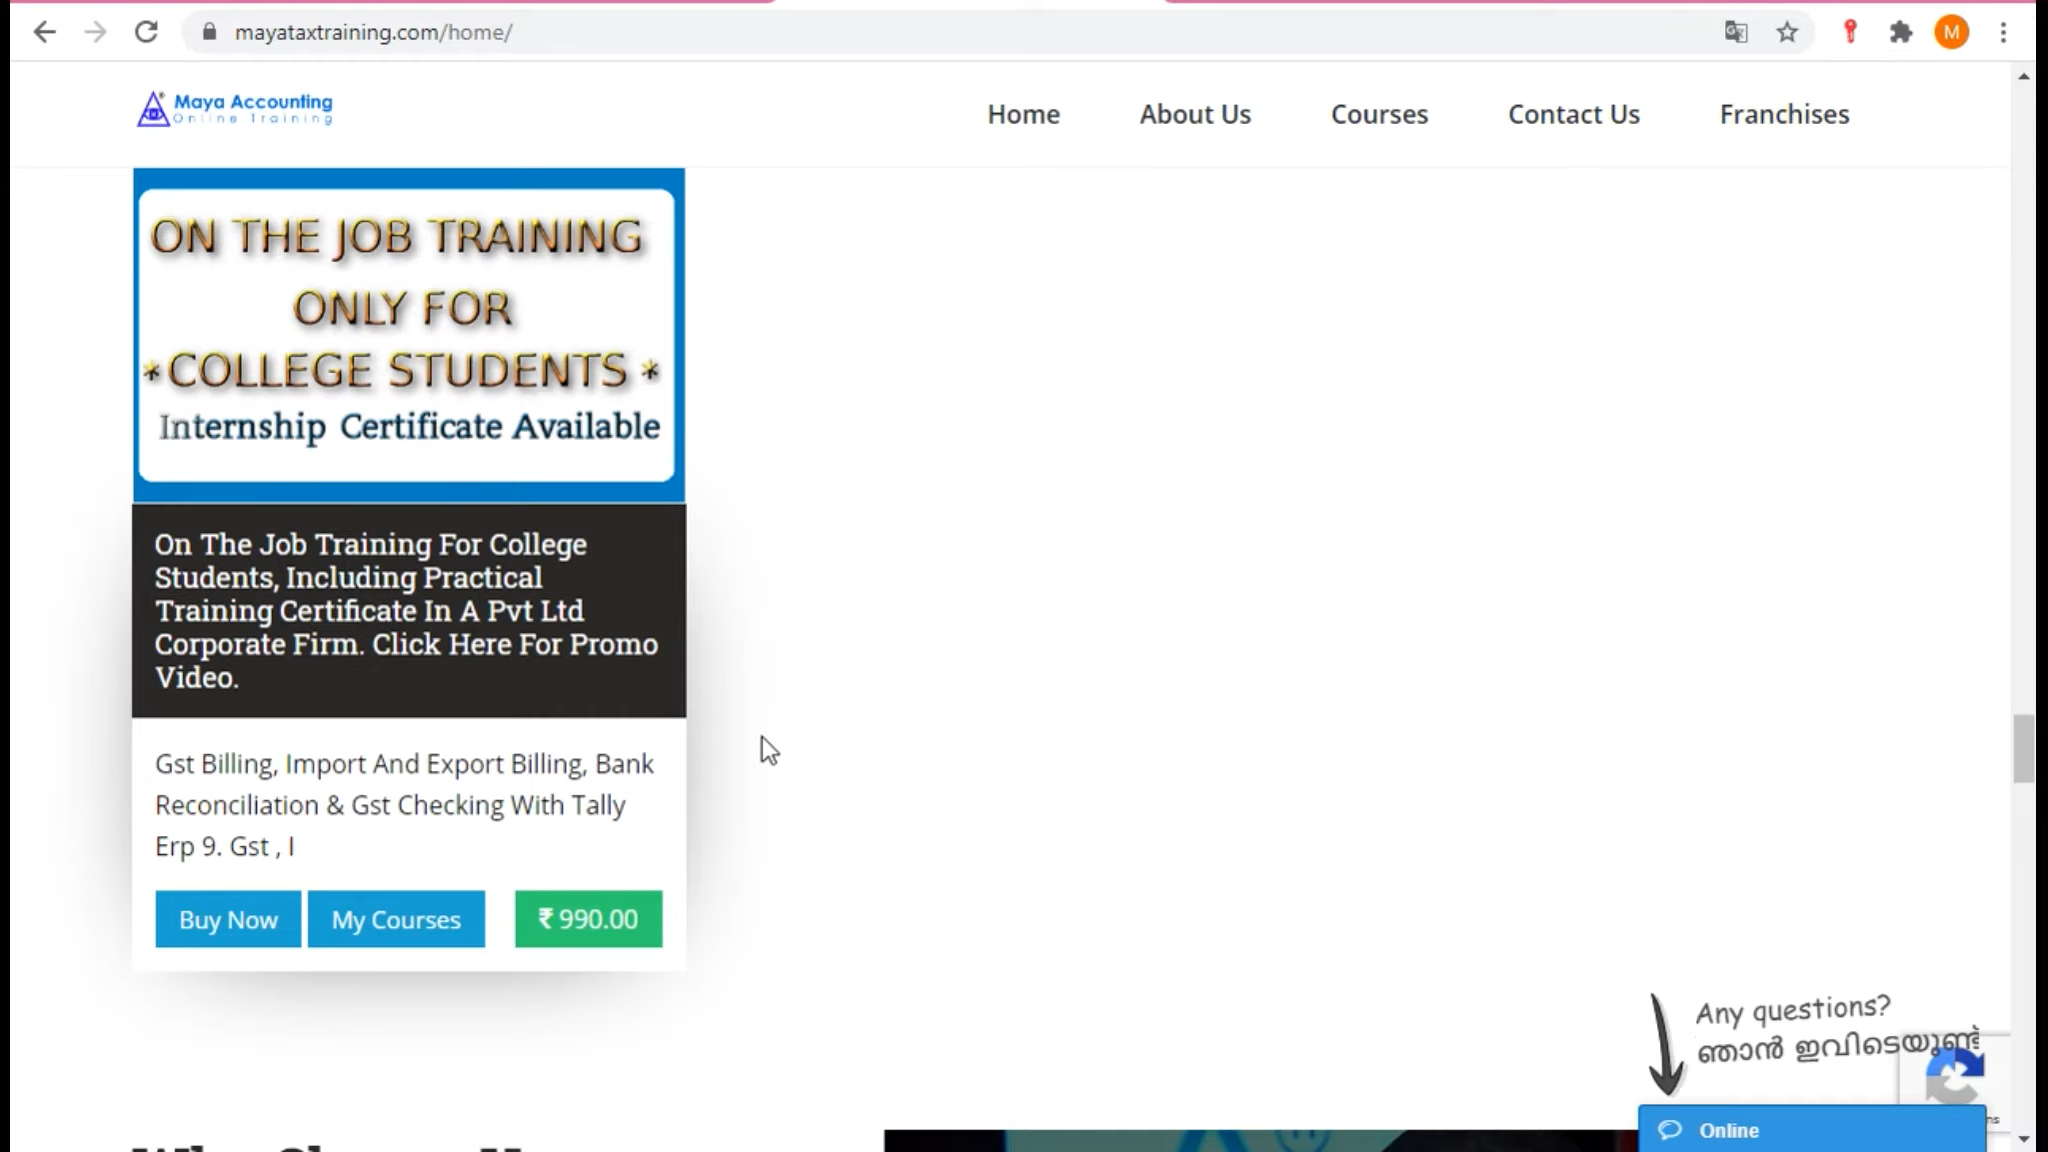 mayataxtraining.com/home/
M
Maya Accounting
Online Training
Home
About Us
Courses
Contact Us
Franchises
ON THE JOB TRAINING
ONLY FOR
*COLLEGE STUDENTS *
Internship Certificate Available
On The Job Training For College
Students, Including Practical
Training Certificate In A Pvt Ltd
Corporate Firm. Click Here For Promo
Video.
Gst Billing, Import And Export Billing, Bank
Reconciliation & Gst Checking With Tally
Erp 9. Gst , I
Buy Now
My Courses
₹ 990.00
Any questions?
ഞാൻ ഇവിടെയുണ്ട്
Online